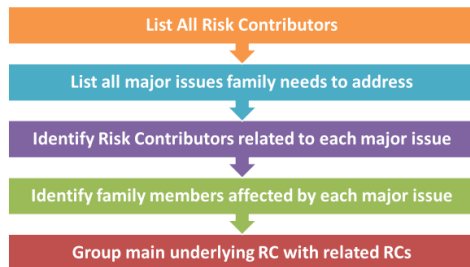 List All Risk Contributors
List all major issues family needs to address
Identify Risk Contributors related to each major issue
Identify family members affected by each major issue
Group main underlying RC with related RCs